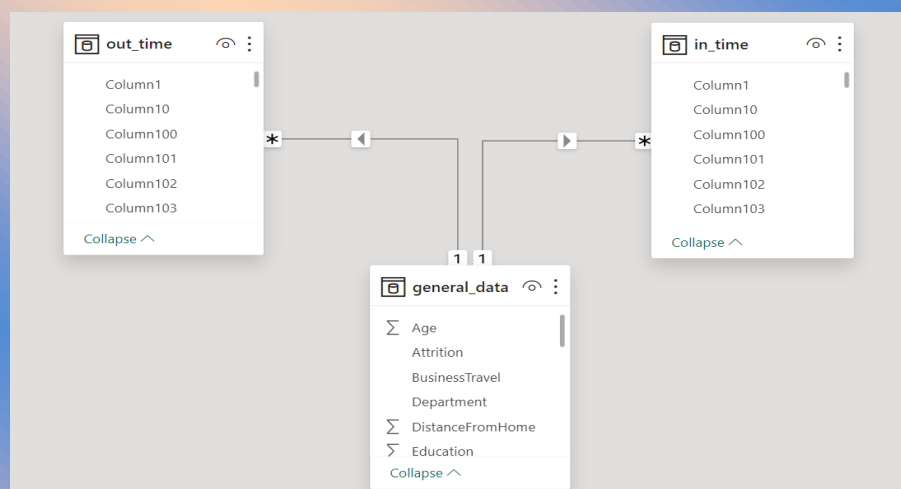 out_time
Column1
Column10
Column100
Column101
Column102
Column103
Collapse
*
in_time
Column1
Column10
Column100
Column101
Column102
Column103
Collapse
*
1 1
general_data
Age
Attrition
BusinessTravel
Department
DistanceFromHome
Education
Collapse